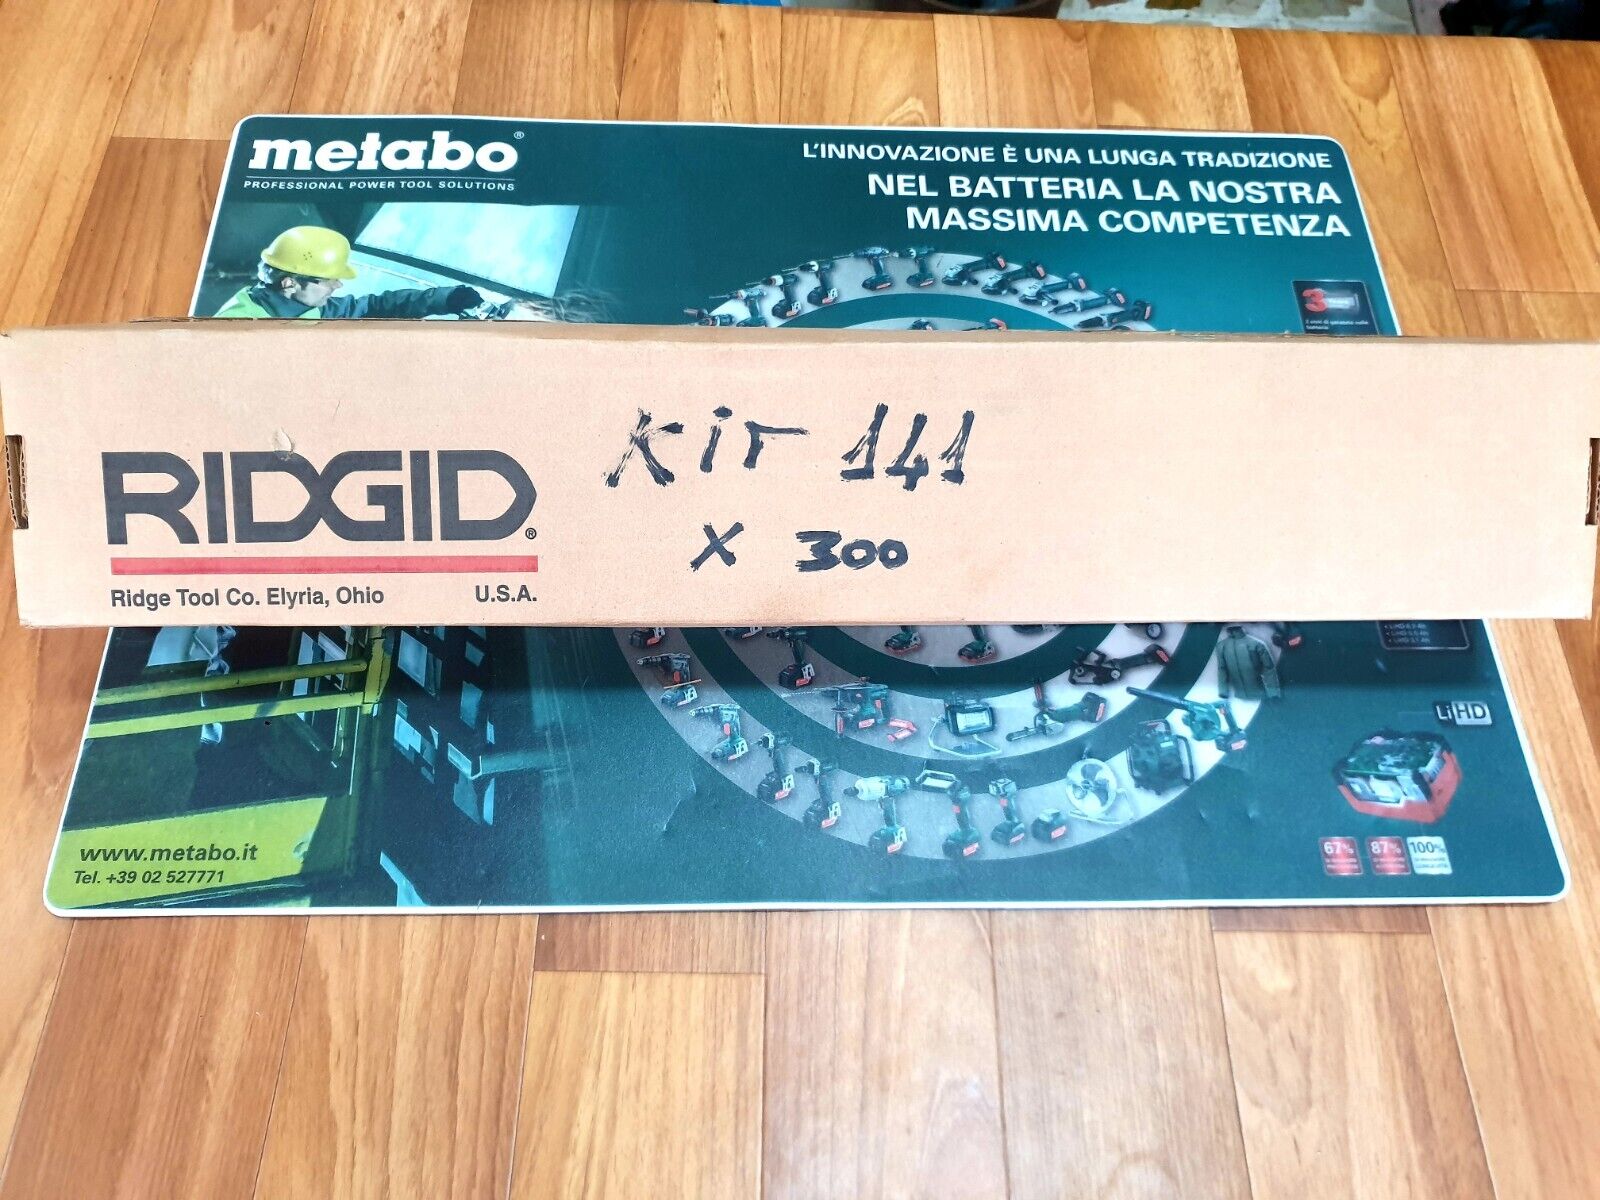 metabo®
PROFESSIONAL POWER TOOL SOLUTIONS
L'INNOVAZIONE È UNA LUNGA TRADIZIONE
NEL BATTERIA LA NOSTRA
MASSIMA COMPETENZA
3
RIDGID®
Ridge Tool Co. Elyria, Ohio U.S.A.
Kit 141
x 300
LiHD
67% 87% 100%
www.metabo.it
Tel. +39 02 527771